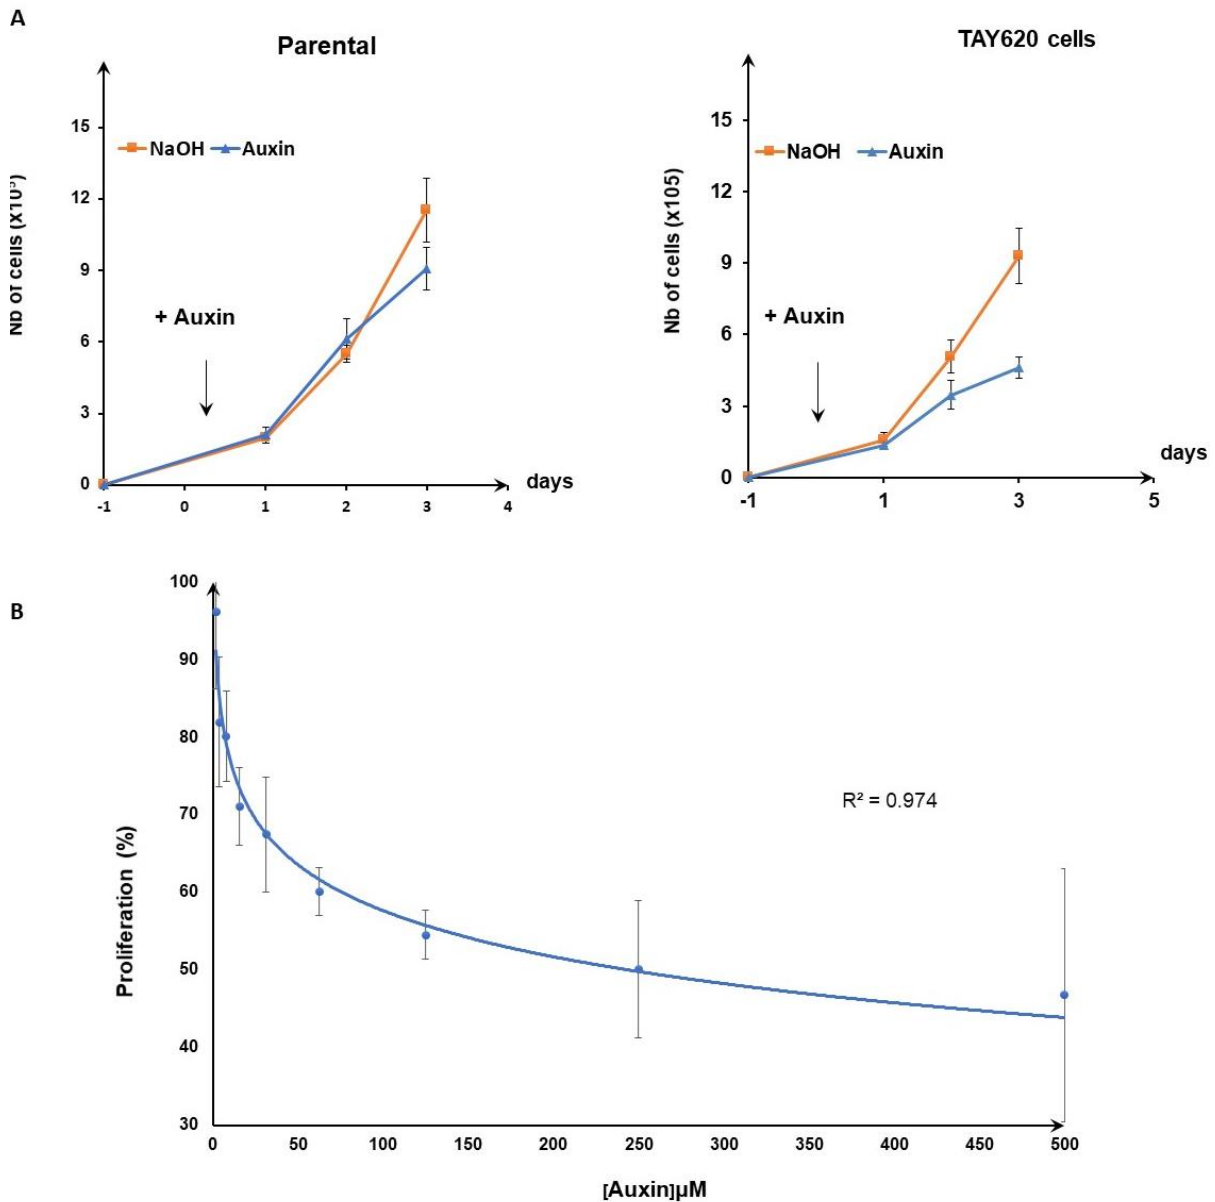 A
Parental
TAY620 cells
15
12
9
6
3
0
NaOH Auxin
+ Auxin
-1 0 1 2 3 4
days
Nb of cells (x105)
15
12
9
6
3
0
NaOH Auxin
+ Auxin
-1 1 3 5
days
B
Proliferation (%)
100
90
80
70
60
50
40
30
R² = 0.974
0 50 100 150 200 250 300 350 400 450 500
[Auxin]µM